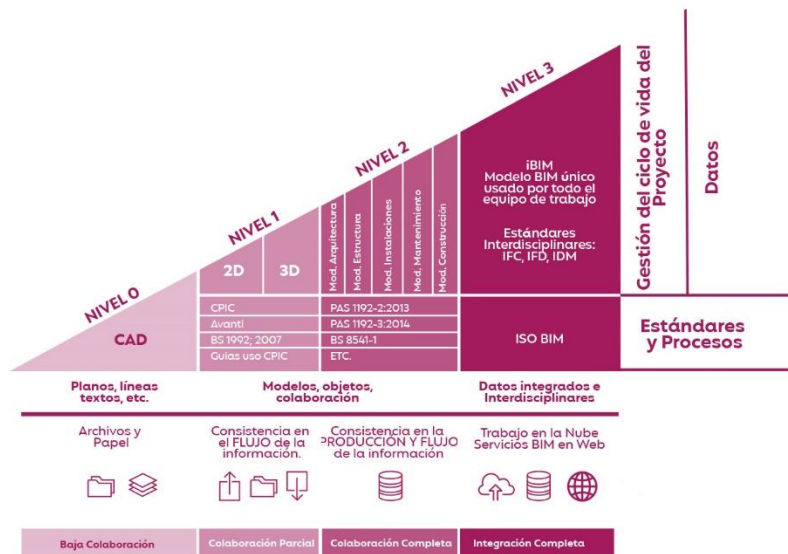 NIVEL 0
NIVEL 1
NIVEL 2
NIVEL 3
CAD
2D
3D
Mod. Arquitectura
Mod. Estructura
Mod. Instalaciones
Mod. Mantenimiento
Mod. Construcción
iBIM
Modelo BIM único
usado por todo el
equipo de trabajo
Estándares
Interdisciplinares:
IFC, IFD, IDM
Gestión del ciclo de vida del
Proyecto
Datos
CPIC
Avanti
BS 1992; 2007
Guias uso CPIC
PAS 1192-2:2013
PAS 1192-3:2014
BS 8541-1
ETC.
ISO BIM
Estándares
y Procesos
Planos, líneas
textos, etc.
Modelos, objetos,
colaboración
Datos integrados e
Interdisciplinares
Archivos y
Papel
Consistencia en
el FLUJO de la
información.
Consistencia en la
PRODUCCIÓN Y FLUJO
de la información
Trabajo en la Nube
Servicios BIM en Web
Baja Colaboración
Colaboración Parcial
Colaboración Completa
Integración Completa